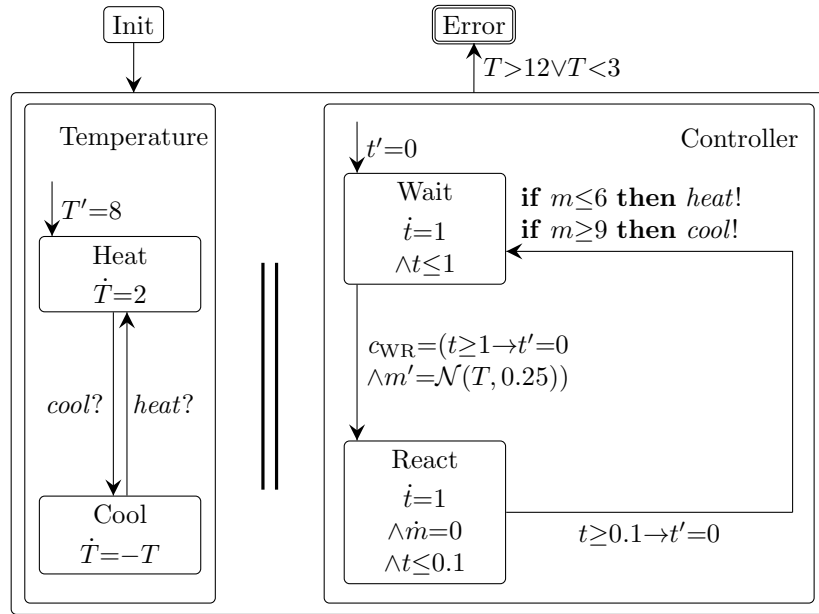 Init
Error
T>12∨T<3
Temperature
T′=8
Heat
Ṫ=2
cool?
heat?
Cool
Ṫ=−T
Controller
t′=0
Wait
ṫ=1
∧t≤1
if m≤6 then heat!
if m≥9 then cool!
c_WR=(t≥1→t′=0
∧m′=𝒩(T, 0.25))
React
ṫ=1
∧ṁ=0
∧t≤0.1
t≥0.1→t′=0